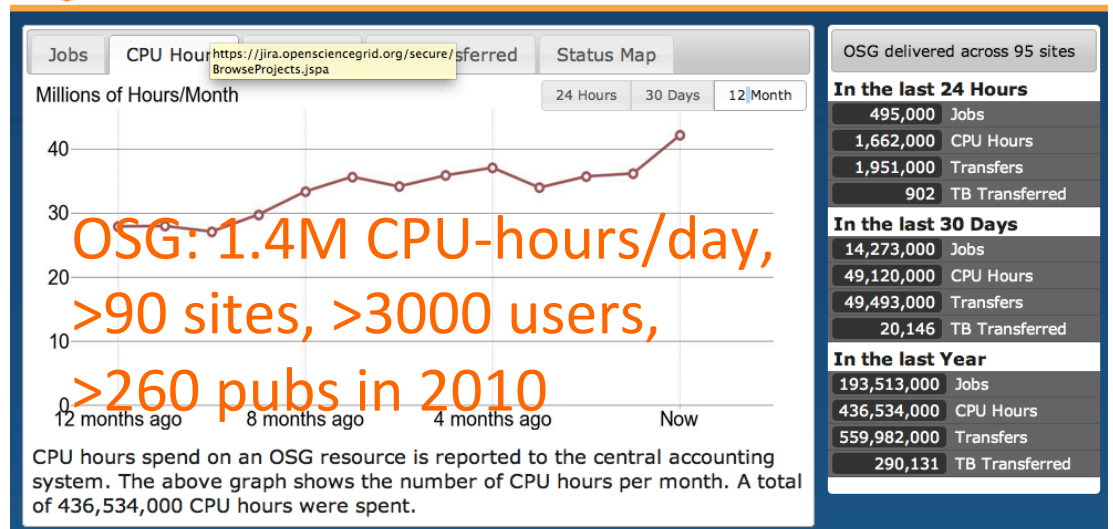 Jobs
CPU Hour
https://jira.opensciencegrid.org/secure/
BrowseProjects.jspa
sferred
Status Map
Millions of Hours/Month
24 Hours
30 Days
12 Month
40
30
20
10
0
OSG: 1.4M CPU-hours/day,
>90 sites, >3000 users,
>260 pubs in 2010
12 months ago
8 months ago
4 months ago
Now
CPU hours spend on an OSG resource is reported to the central accounting
system. The above graph shows the number of CPU hours per month. A total
of 436,534,000 CPU hours were spent.
OSG delivered across 95 sites
In the last 24 Hours
495,000 Jobs
1,662,000 CPU Hours
1,951,000 Transfers
902 TB Transferred
In the last 30 Days
14,273,000 Jobs
49,120,000 CPU Hours
49,493,000 Transfers
20,146 TB Transferred
In the last Year
193,513,000 Jobs
436,534,000 CPU Hours
559,982,000 Transfers
290,131 TB Transferred